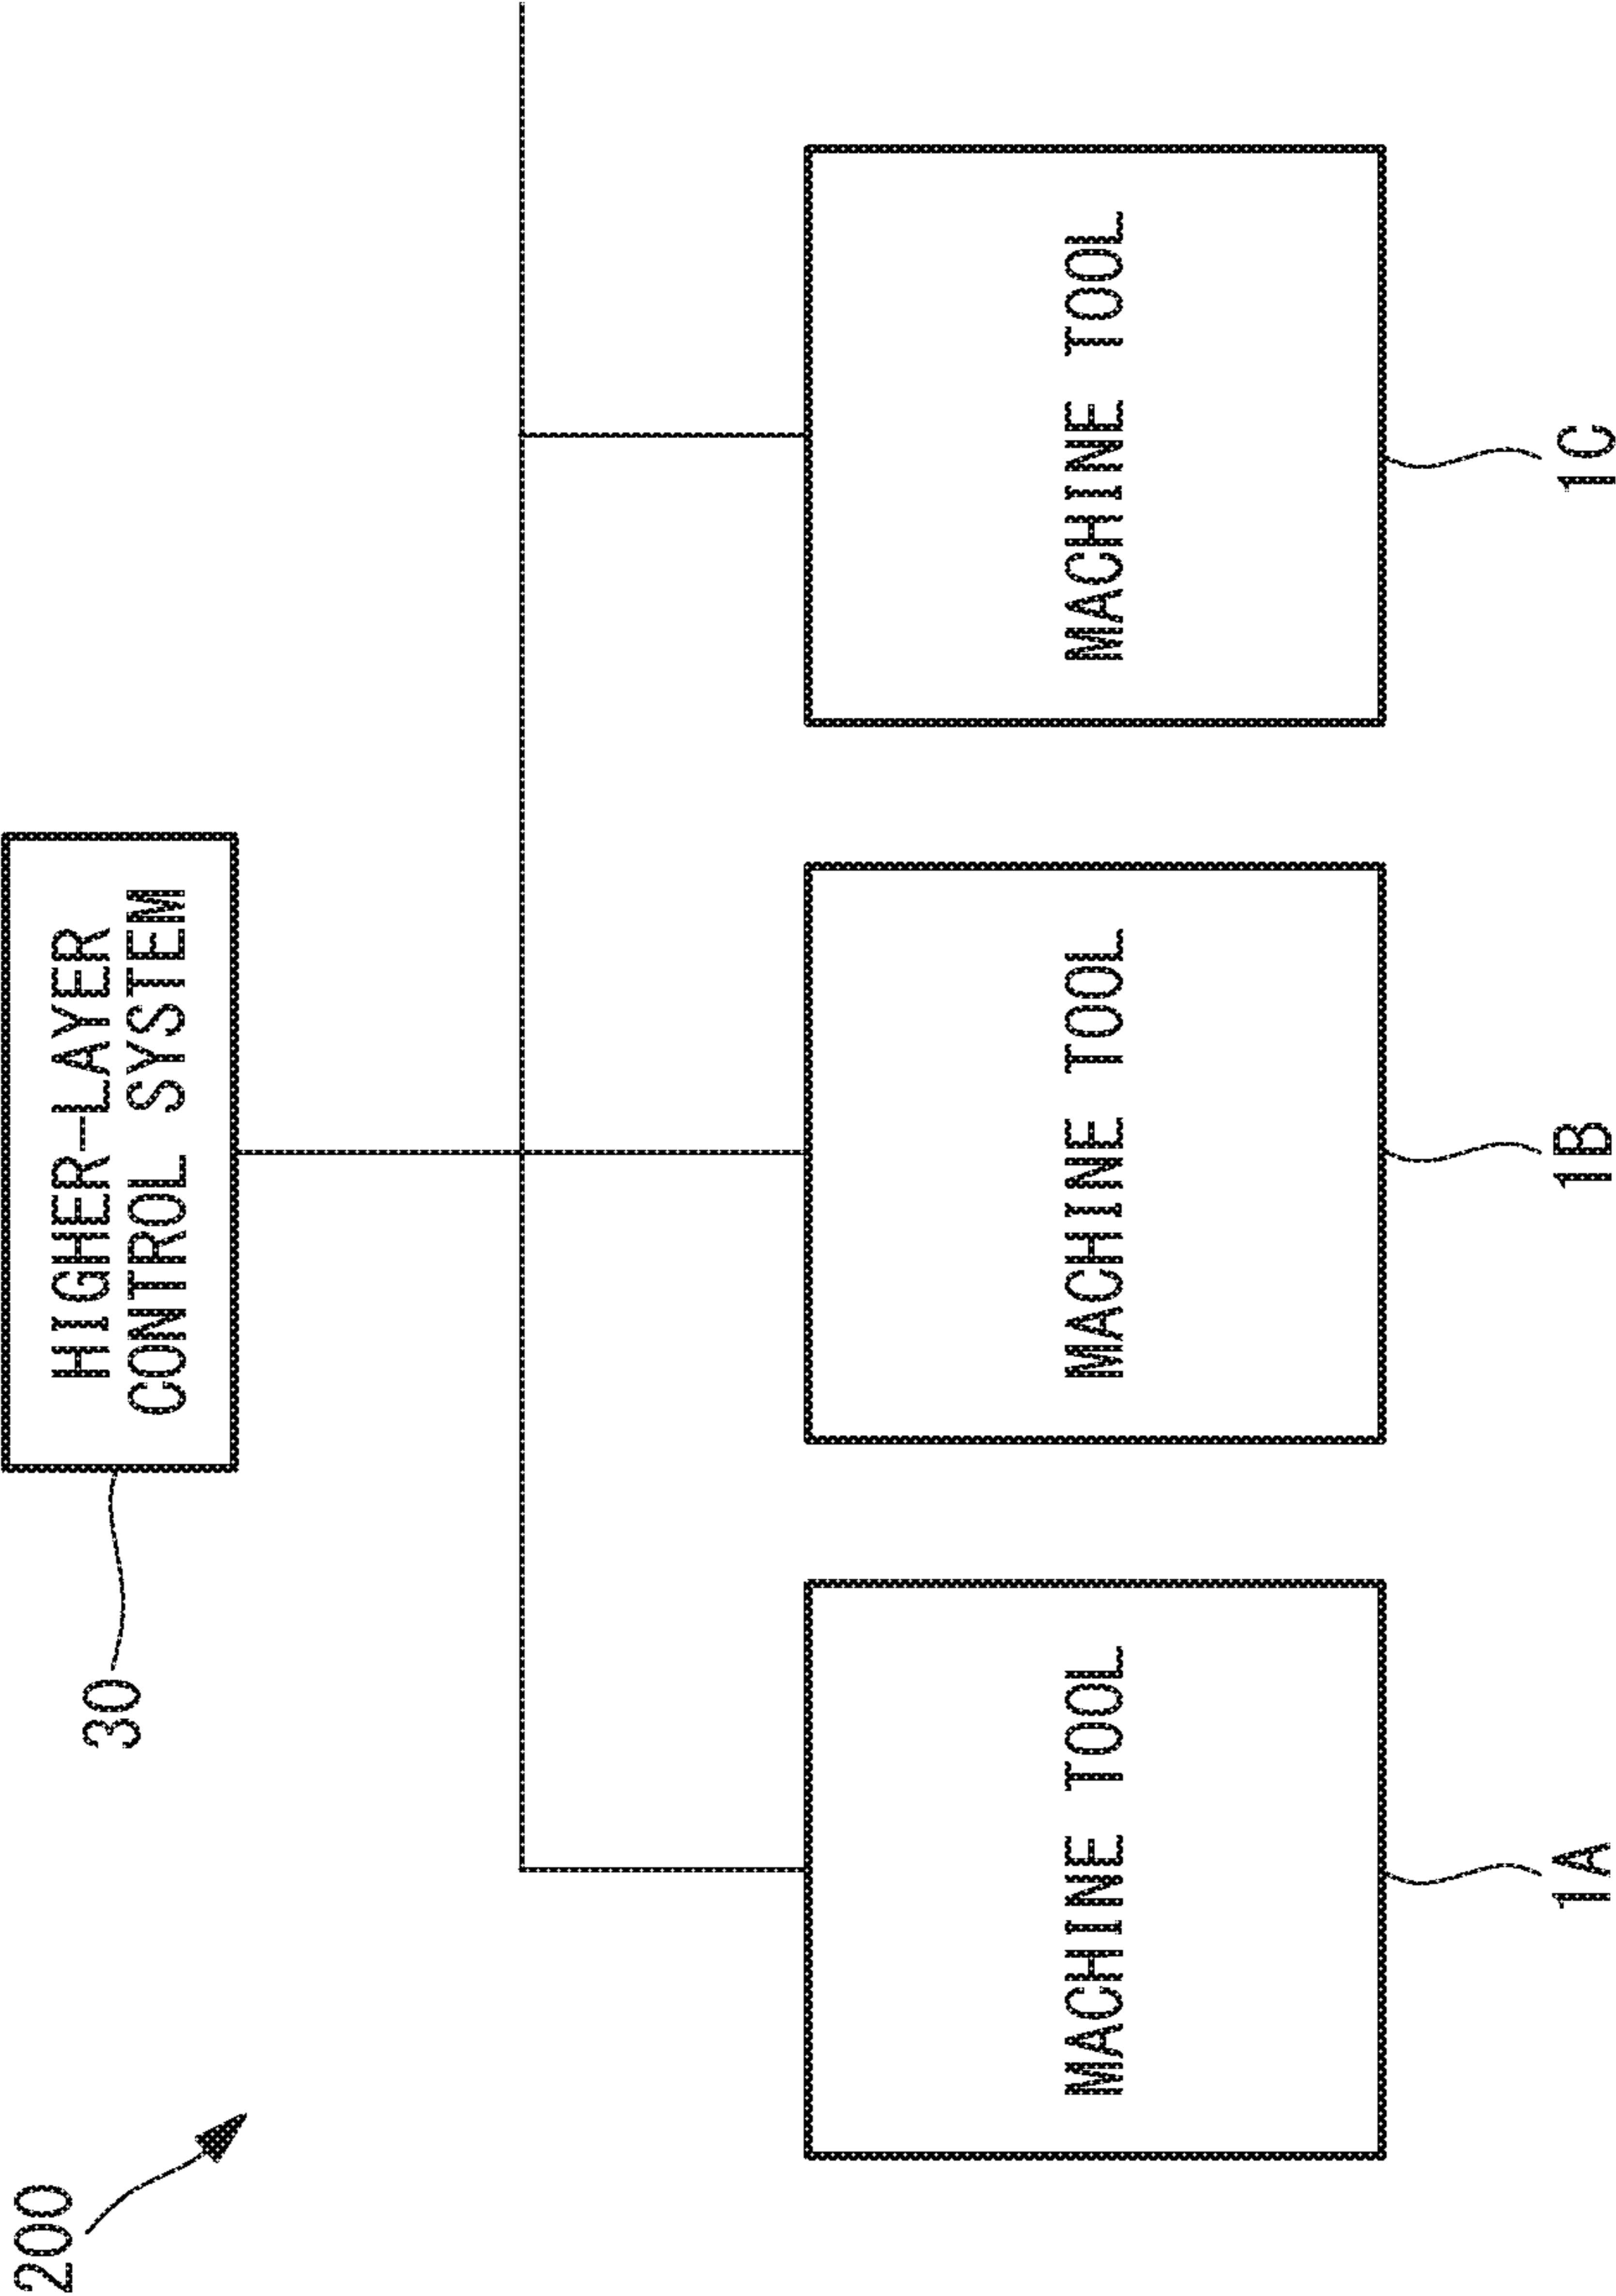 200
30
HIGHER-LAYER
CONTROL SYSTEM
MACHINE TOOL
MACHINE TOOL
MACHINE TOOL
1A
1B
1C